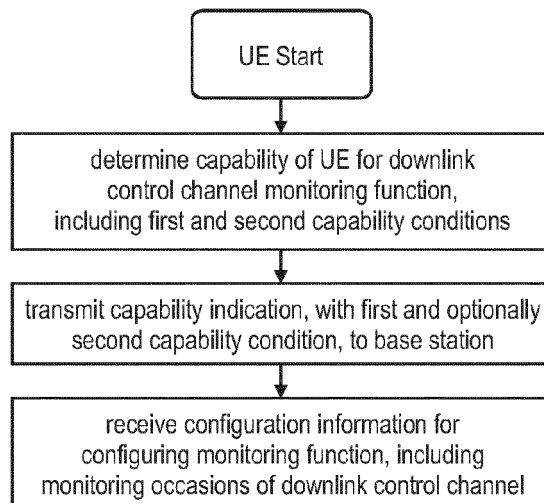 UE Start
determine capability of UE for downlink
control channel monitoring function,
including first and second capability conditions
transmit capability indication, with first and optionally
second capability condition, to base station
receive configuration information for
configuring monitoring function, including
monitoring occasions of downlink control channel